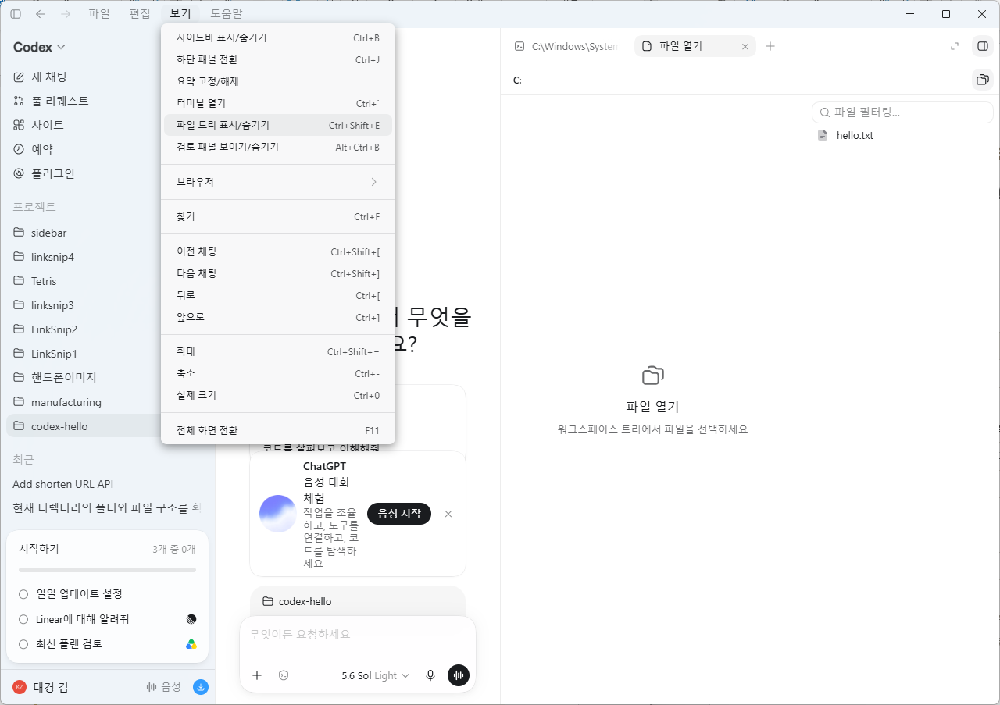 파일 편집 보기 도움말
Codex
새 채팅
풀 리퀘스트
사이트
예약
플러그인
프로젝트
sidebar
linksnip4
Tetris
linksnip3
LinkSnip2
LinkSnip1
핸드폰이미지
manufacturing
codex-hello
최근
Add shorten URL API
현재 디렉터리의 폴더와 파일 구조를
시작하기 3개 중 0개
일일 업데이트 설정
Linear에 대해 알려줘
최신 플랜 검토
KZ 대경 김 음성
사이드바 표시/숨기기 Ctrl+B
하단 패널 전환 Ctrl+J
요약 고정/해제
터미널 열기 Ctrl+`
파일 트리 표시/숨기기 Ctrl+Shift+E
검토 패널 보이기/숨기기 Alt+Ctrl+B
브라우저
찾기 Ctrl+F
이전 채팅 Ctrl+Shift+[
다음 채팅 Ctrl+Shift+]
뒤로 Ctrl+[
앞으로 Ctrl+]
확대 Ctrl+Shift+=
축소 Ctrl+-
실제 크기 Ctrl+0
전체 화면 전환 F11
무엇을
요?
코드를 살펴보고 이해해줘
ChatGPT
음성 대화
체험
작업을 조율
하고, 도구를
연결하고, 코
드를 탐색하
세요
음성 시작
codex-hello
무엇이든 요청하세요
5.6 Sol Light
C:\Windows\System
파일 열기
C:
파일 열기
워크스페이스 트리에서 파일을 선택하세요
파일 필터링...
hello.txt